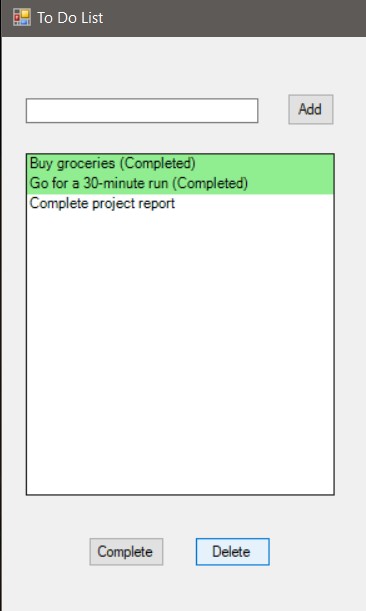 To Do List
Add
Buy groceries (Completed)
Go for a 30-minute run (Completed)
Complete project report
Complete
Delete